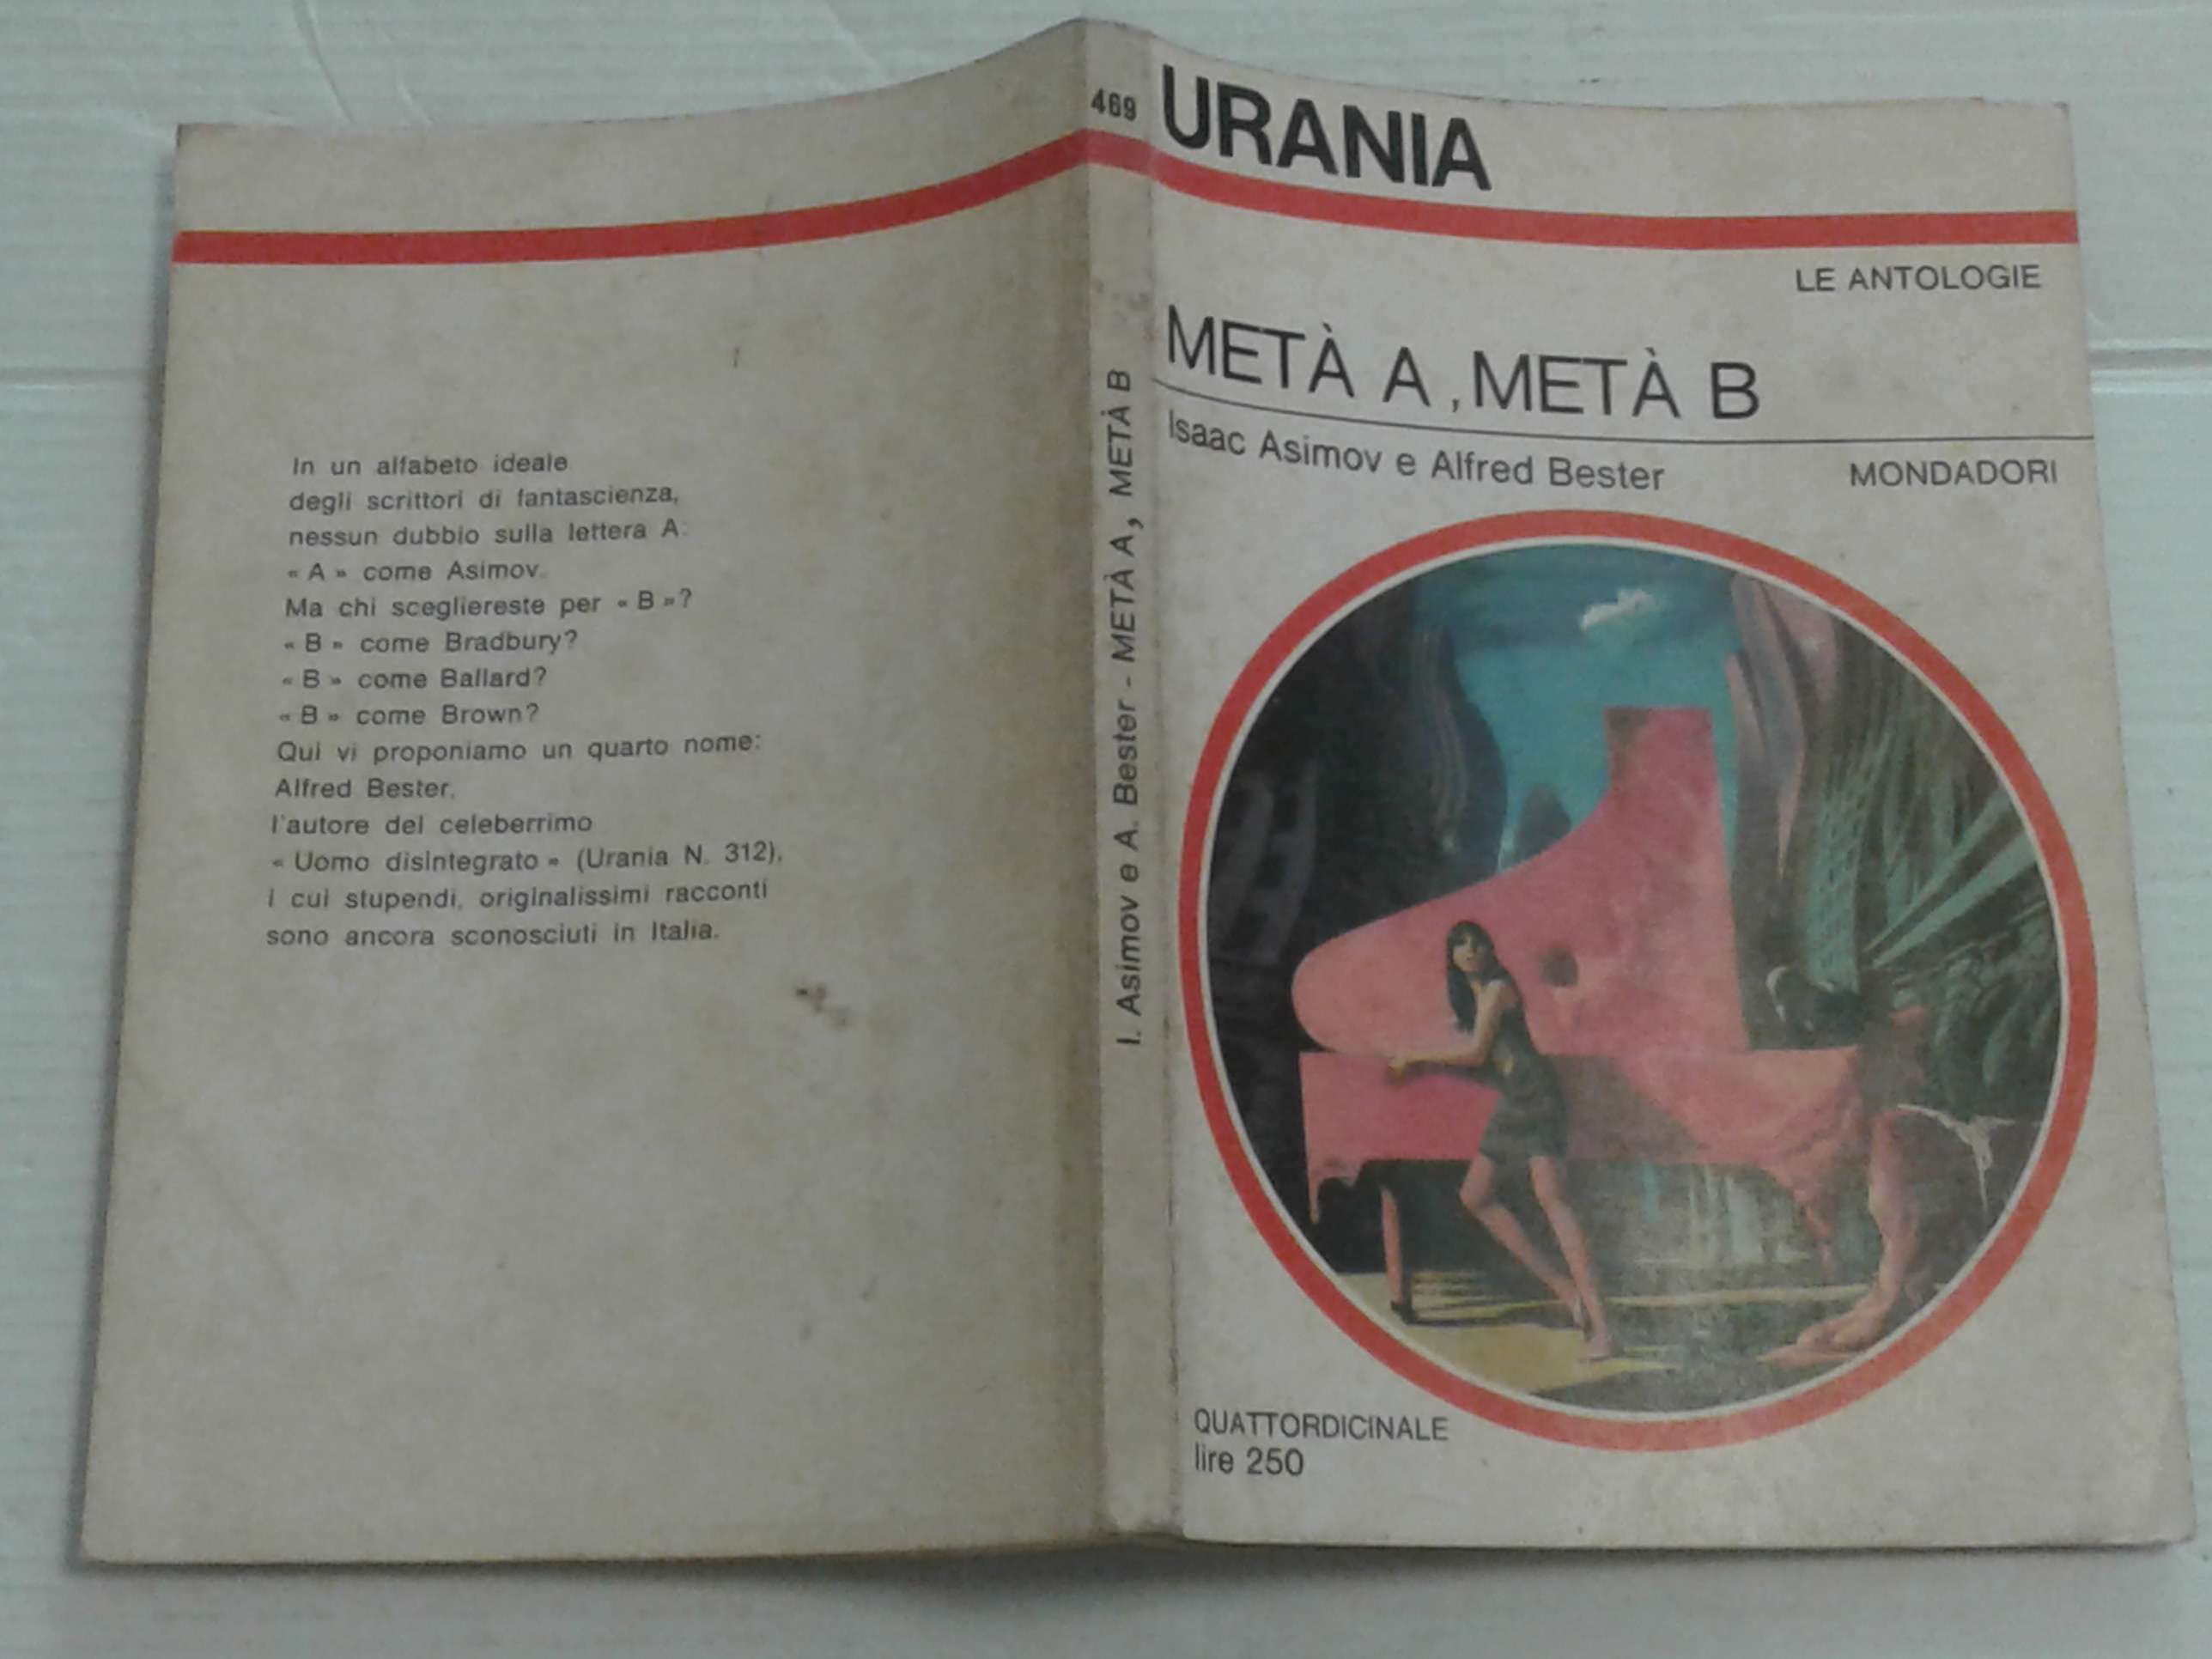 In un alfabeto ideale
degli scrittori di fantascienza,
nessun dubbio sulla lettera A:
« A » come Asimov.
Ma chi scegliereste per « B »?
« B » come Bradbury?
« B » come Ballard?
« B » come Brown?
Qui vi proponiamo un quarto nome:
Alfred Bester,
l'autore del celeberrimo
« Uomo disintegrato » (Urania N. 312),
i cui stupendi, originalissimi racconti
sono ancora sconosciuti in Italia.
469
I. Asimov e A. Bester - METÀ A, METÀ B
URANIA
LE ANTOLOGIE
METÀ A, METÀ B
Isaac Asimov e Alfred Bester
MONDADORI
QUATTORDICINALE
lire 250